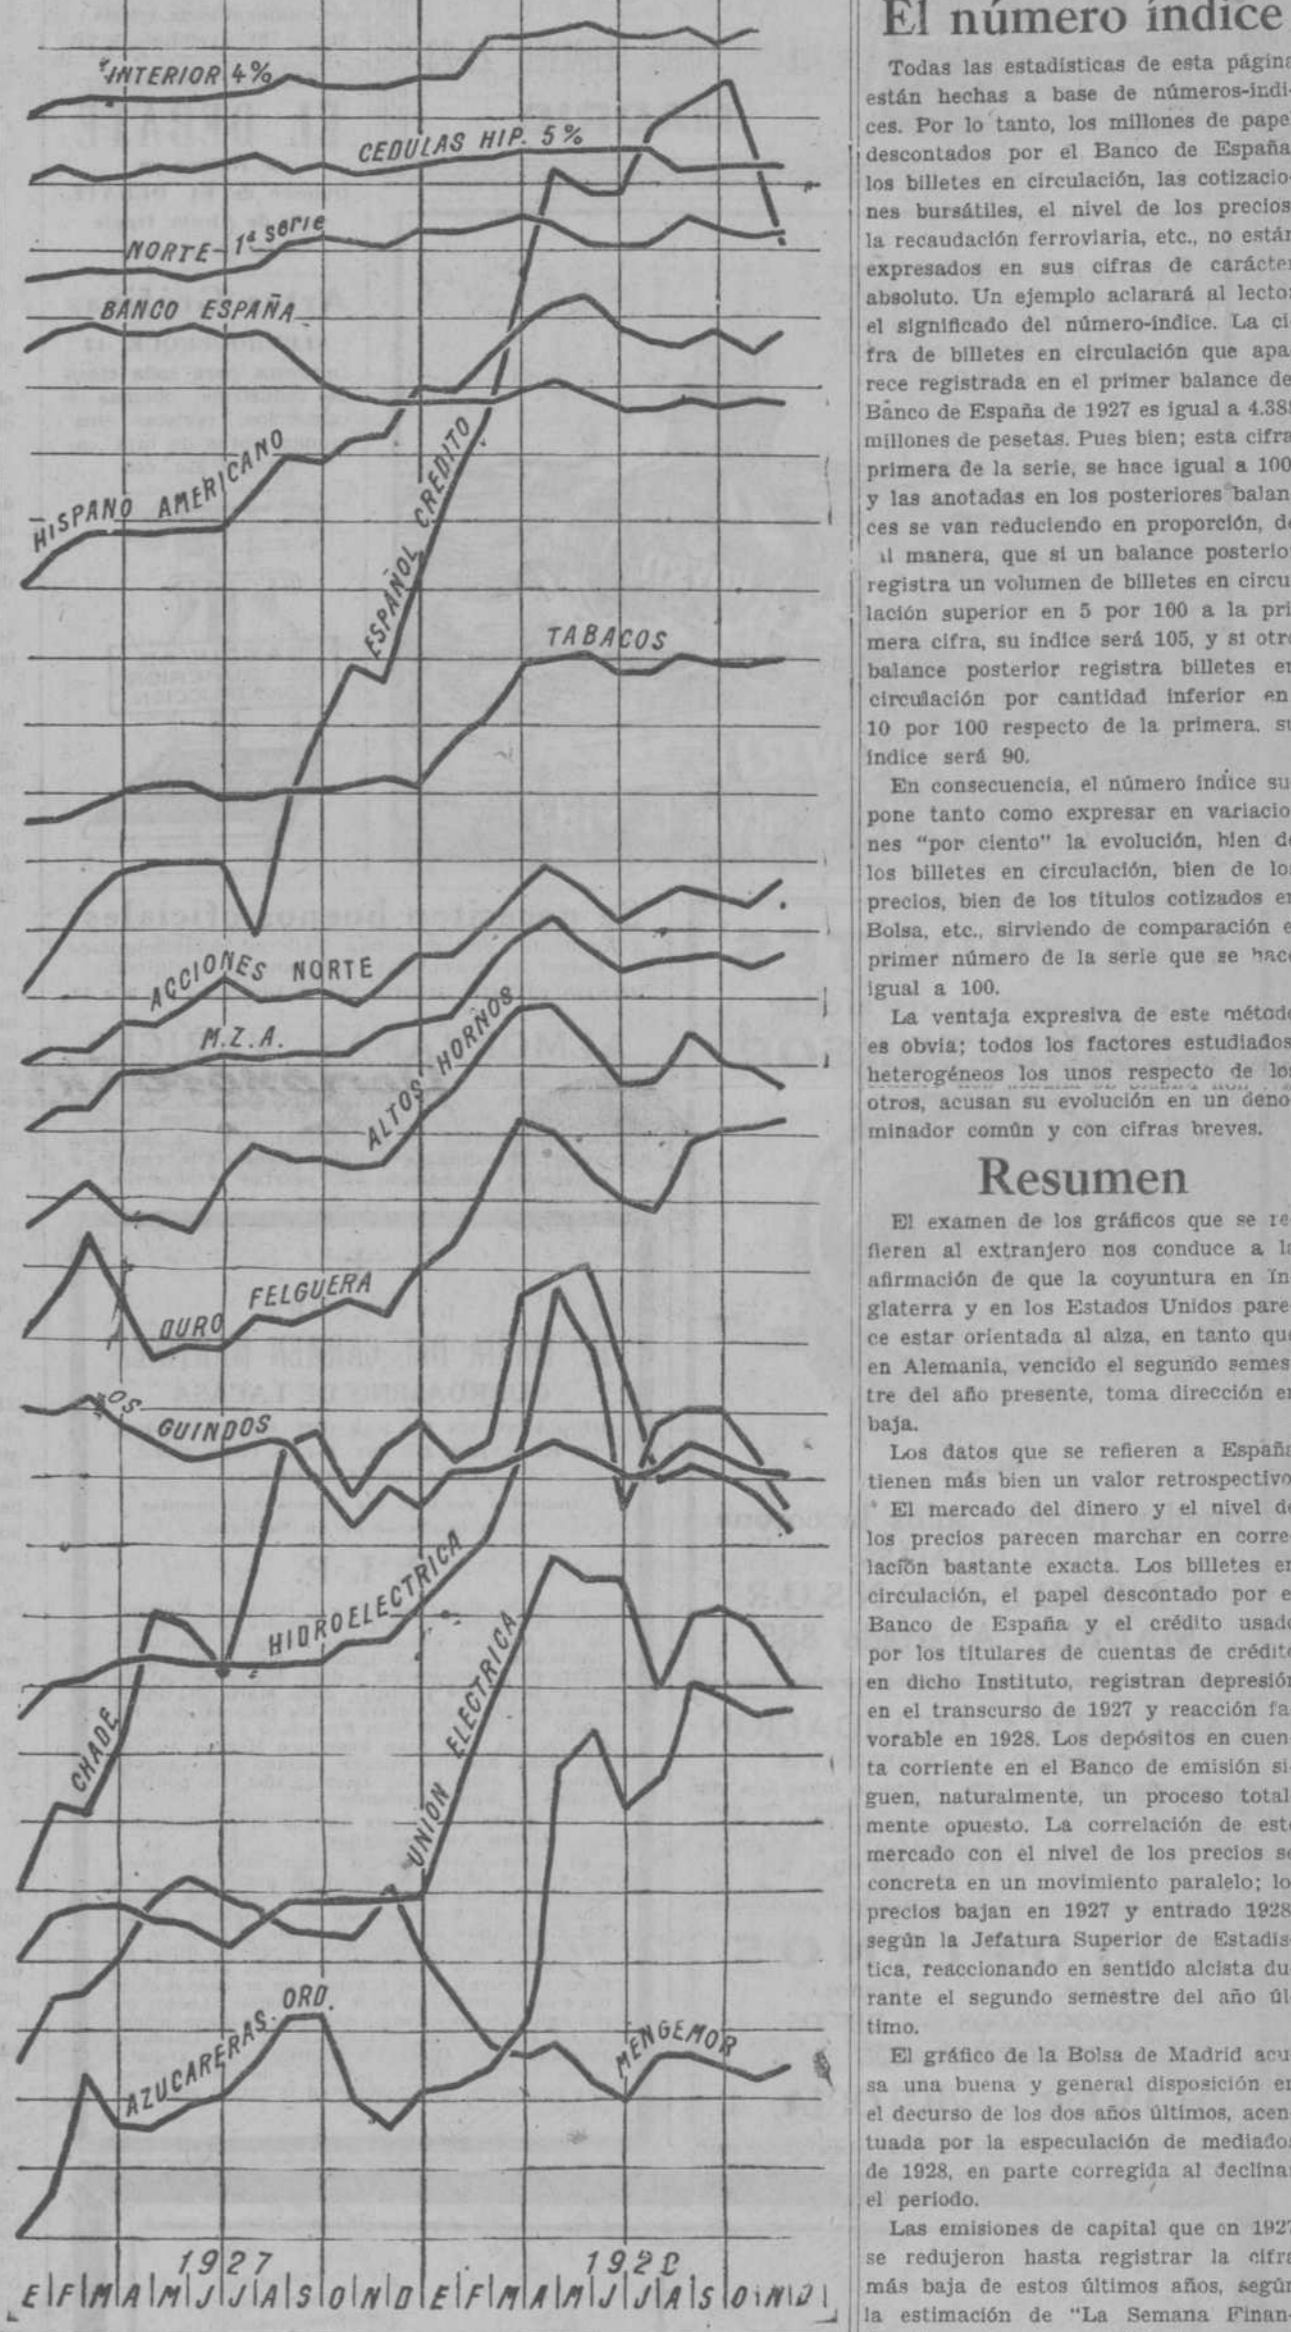 INTERIOR 4%
CEDULAS HIP. 5%
NORTE 1ª serie
BANCO ESPAÑA
HISPANO AMERICANO
ESPAÑOL CREDITO
TABACOS
ACCIONES NORTE
M.Z.A.
ALTOS HORNOS
DURO FELGUERA
LOS GUINDOS
HIDROELECTRICA
CHADE
UNION ELECTRICA
AZUCARERAS. ORD.
MENGEMOR
1927
E|F|M|A|M|J|J|A|S|O|N|D|E|F|M|A|M|J|J|A|S|O|N|D|
El número índice
Todas las estadísticas de esta página
están hechas a base de números-índi-
ces. Por lo tanto, los millones de pape
descontados por el Banco de España
los billetes en circulación, las cotizacio-
nes bursátiles, el nivel de los precios
la recaudación ferroviaria, etc., no están
expresados en sus cifras de carácter
absoluto. Un ejemplo aclarará al lector
el significado del número-índice. La ci-
fra de billetes en circulación que apa-
rece registrada en el primer balance de
Banco de España de 1927 es igual a
millones de pesetas. Pues bien; esta cifra
primera de la serie, se hace igual a 100
y las anotadas en los posteriores balan
ces se van reduciendo en proporción, de
manera, que si un balance posterior
registra un volumen de billetes en circu
lación superior en 5 por 100 a la pri
mera cifra, su índice será 105, y si otro
balance posterior registra billetes en
circulación por cantidad inferior en
10 por 100 respecto de la primera. su
índice será 90.
En consecuencia, el número índice su
pone tanto como expresar en variacio
nes "por ciento" la evolución, bien de
los billetes en circulación, bien de los
precios, bien de los títulos cotizados en
Bolsa, etc., sirviendo de comparación e
primer número de la serie que se hace
igual a 100.
La ventaja expresiva de este método
es obvia; todos los factores estudiados
heterogéneos los unos respecto de los
otros, acusan su evolución en un deno
minador común y con cifras breves.
Resumen
El examen de los gráficos que se re
fieren al extranjero nos conduce a la
afirmación de que la coyuntura en In
glaterra y en los Estados Unidos pare
ce estar orientada al alza, en tanto que
en Alemania, vencido el segundo semes
tre del año presente, toma dirección en
baja.
Los datos que se refieren a España
tienen más bien un valor retrospectivo
El mercado del dinero y el nivel de
los precios parecen marchar en corre
lación bastante exacta. Los billetes en
circulación, el papel descontado por e
Banco de España y el crédito usado
por los titulares de cuentas de crédito
en dicho Instituto, registran depresión
en el transcurso de 1927 y reacción fa
vorable en 1928. Los depósitos en cuen
ta corriente en el Banco de emisión si
guen, naturalmente, un proceso total
mente opuesto. La correlación de este
mercado con el nivel de los precios se
concreta en un movimiento paralelo; lo
precios bajan en 1927 y entrado 1928
según la Jefatura Superior de Estadís
tica, reaccionando en sentido alcista du
rante el segundo semestre del año úl
timo.
El gráfico de la Bolsa de Madrid acu
sa una buena y general disposición en
el decurso de los dos años últimos, acen
tuada por la especulación de mediados
de 1928, en parte corregida al declinar
el periodo.
Las emisiones de capital que en 1927
se redujeron hasta registrar la cifra
más baja de estos últimos años, según
la estimación de "La Semana Finan-